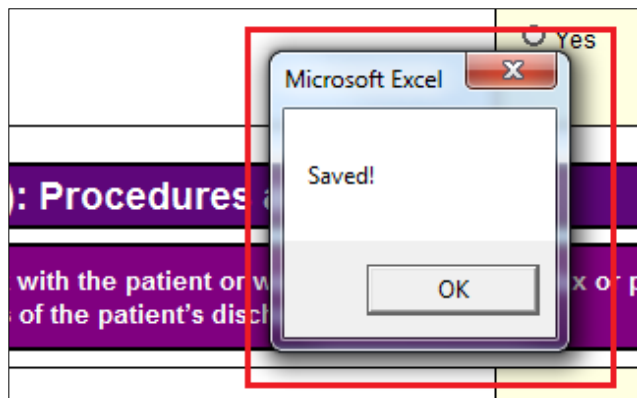 Yes
Microsoft Excel
Saved!
): Procedures
with the patient or w
x or p
of the patient's disch
OK